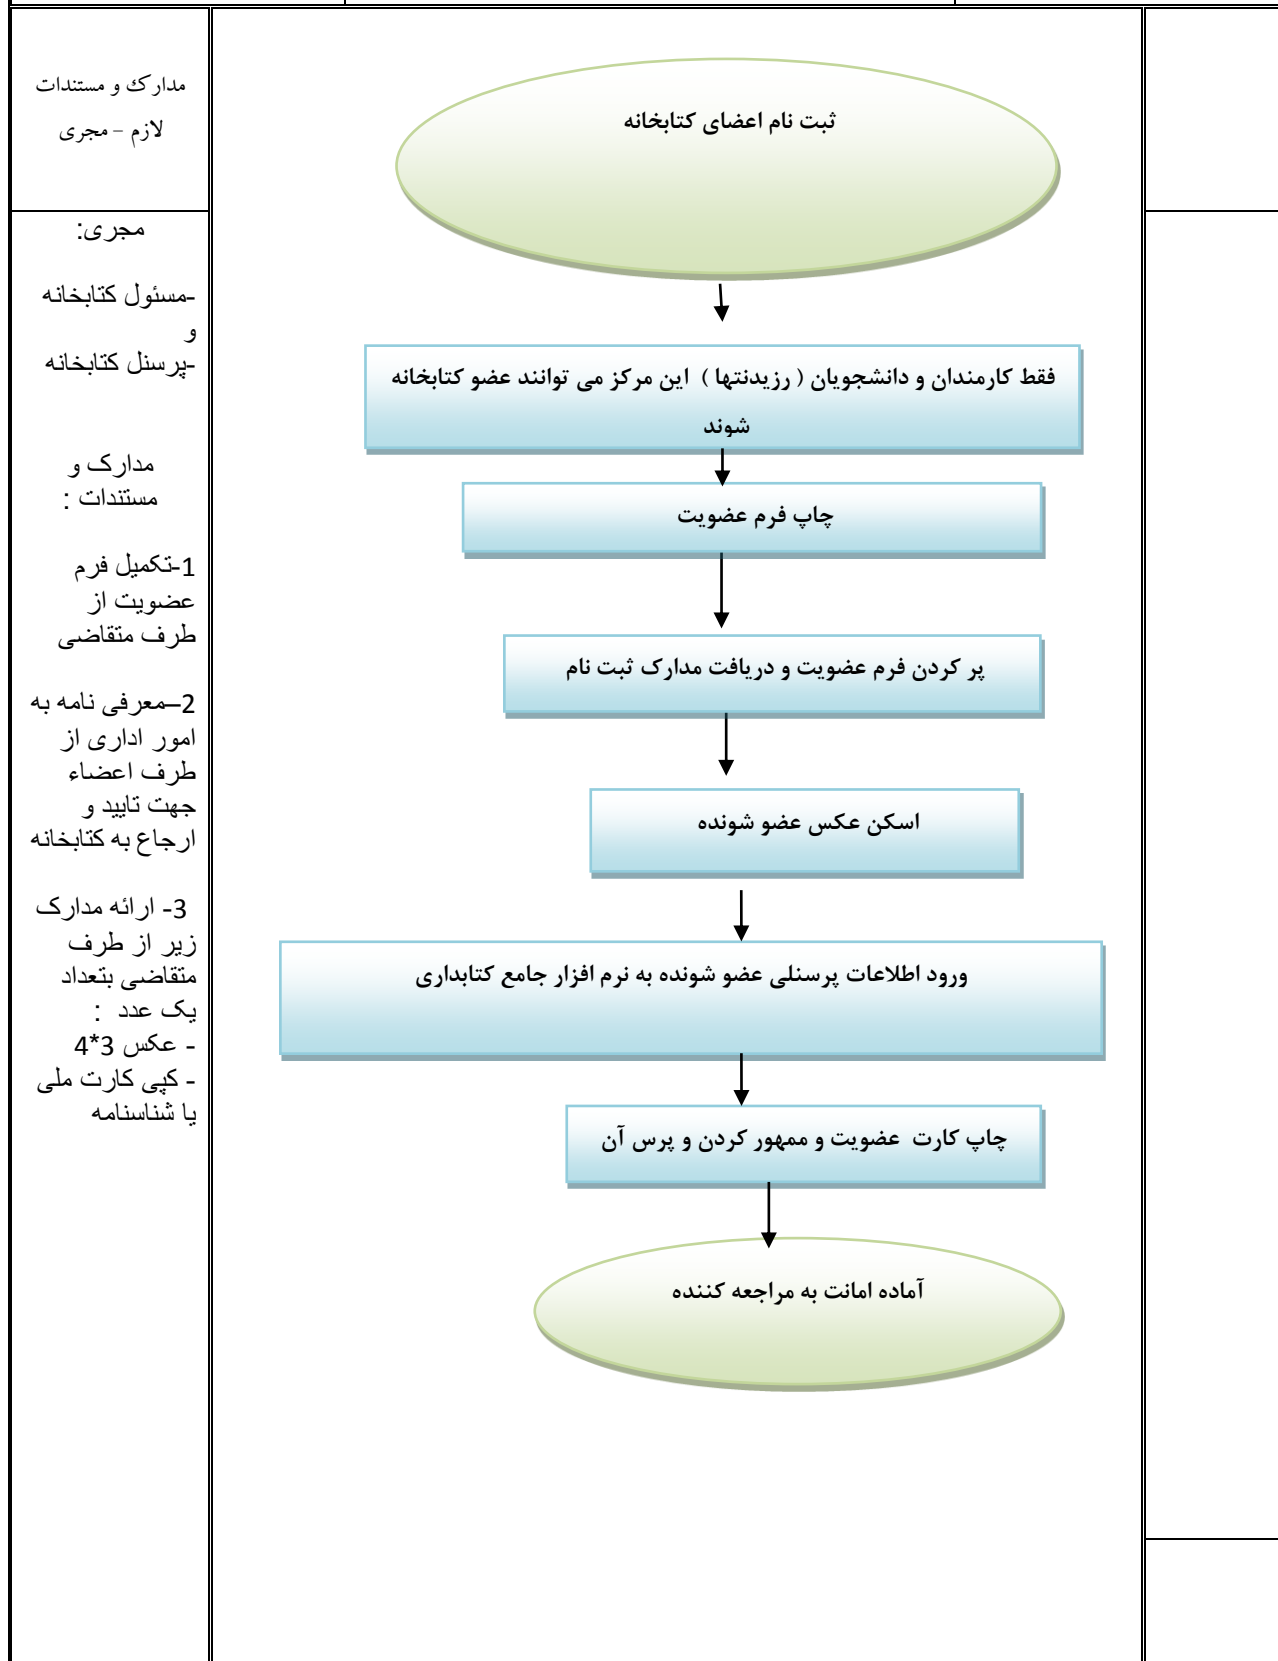 مدارک و مستندات
لازم – مجری
مجری:
-مسئول کتابخانه
و
-پرسنل کتابخانه
مدارک و
مستندات :
1-تکمیل فرم
عضویت از
طرف متقاضی
2–معرفی نامه به
امور اداری از
طرف اعضاء
جهت تایید و
ارجاع به کتابخانه
3- ارائه مدارک
زیر از طرف
متقاضی بتعداد
یک عدد :
- عکس 3*4
- کپی کارت ملی
یا شناسنامه
ثبت نام اعضای کتابخانه
فقط کارمندان و دانشجویان ( رزیدنتها ) این مرکز می توانند عضو کتابخانه
شوند
چاپ فرم عضویت
پر کردن فرم عضویت و دریافت مدارک ثبت نام
اسکن عکس عضو شونده
ورود اطلاعات پرسنلی عضو شونده به نرم افزار جامع کتابداری
چاپ کارت عضویت و ممهور کردن و پرس آن
آماده امانت به مراجعه کننده